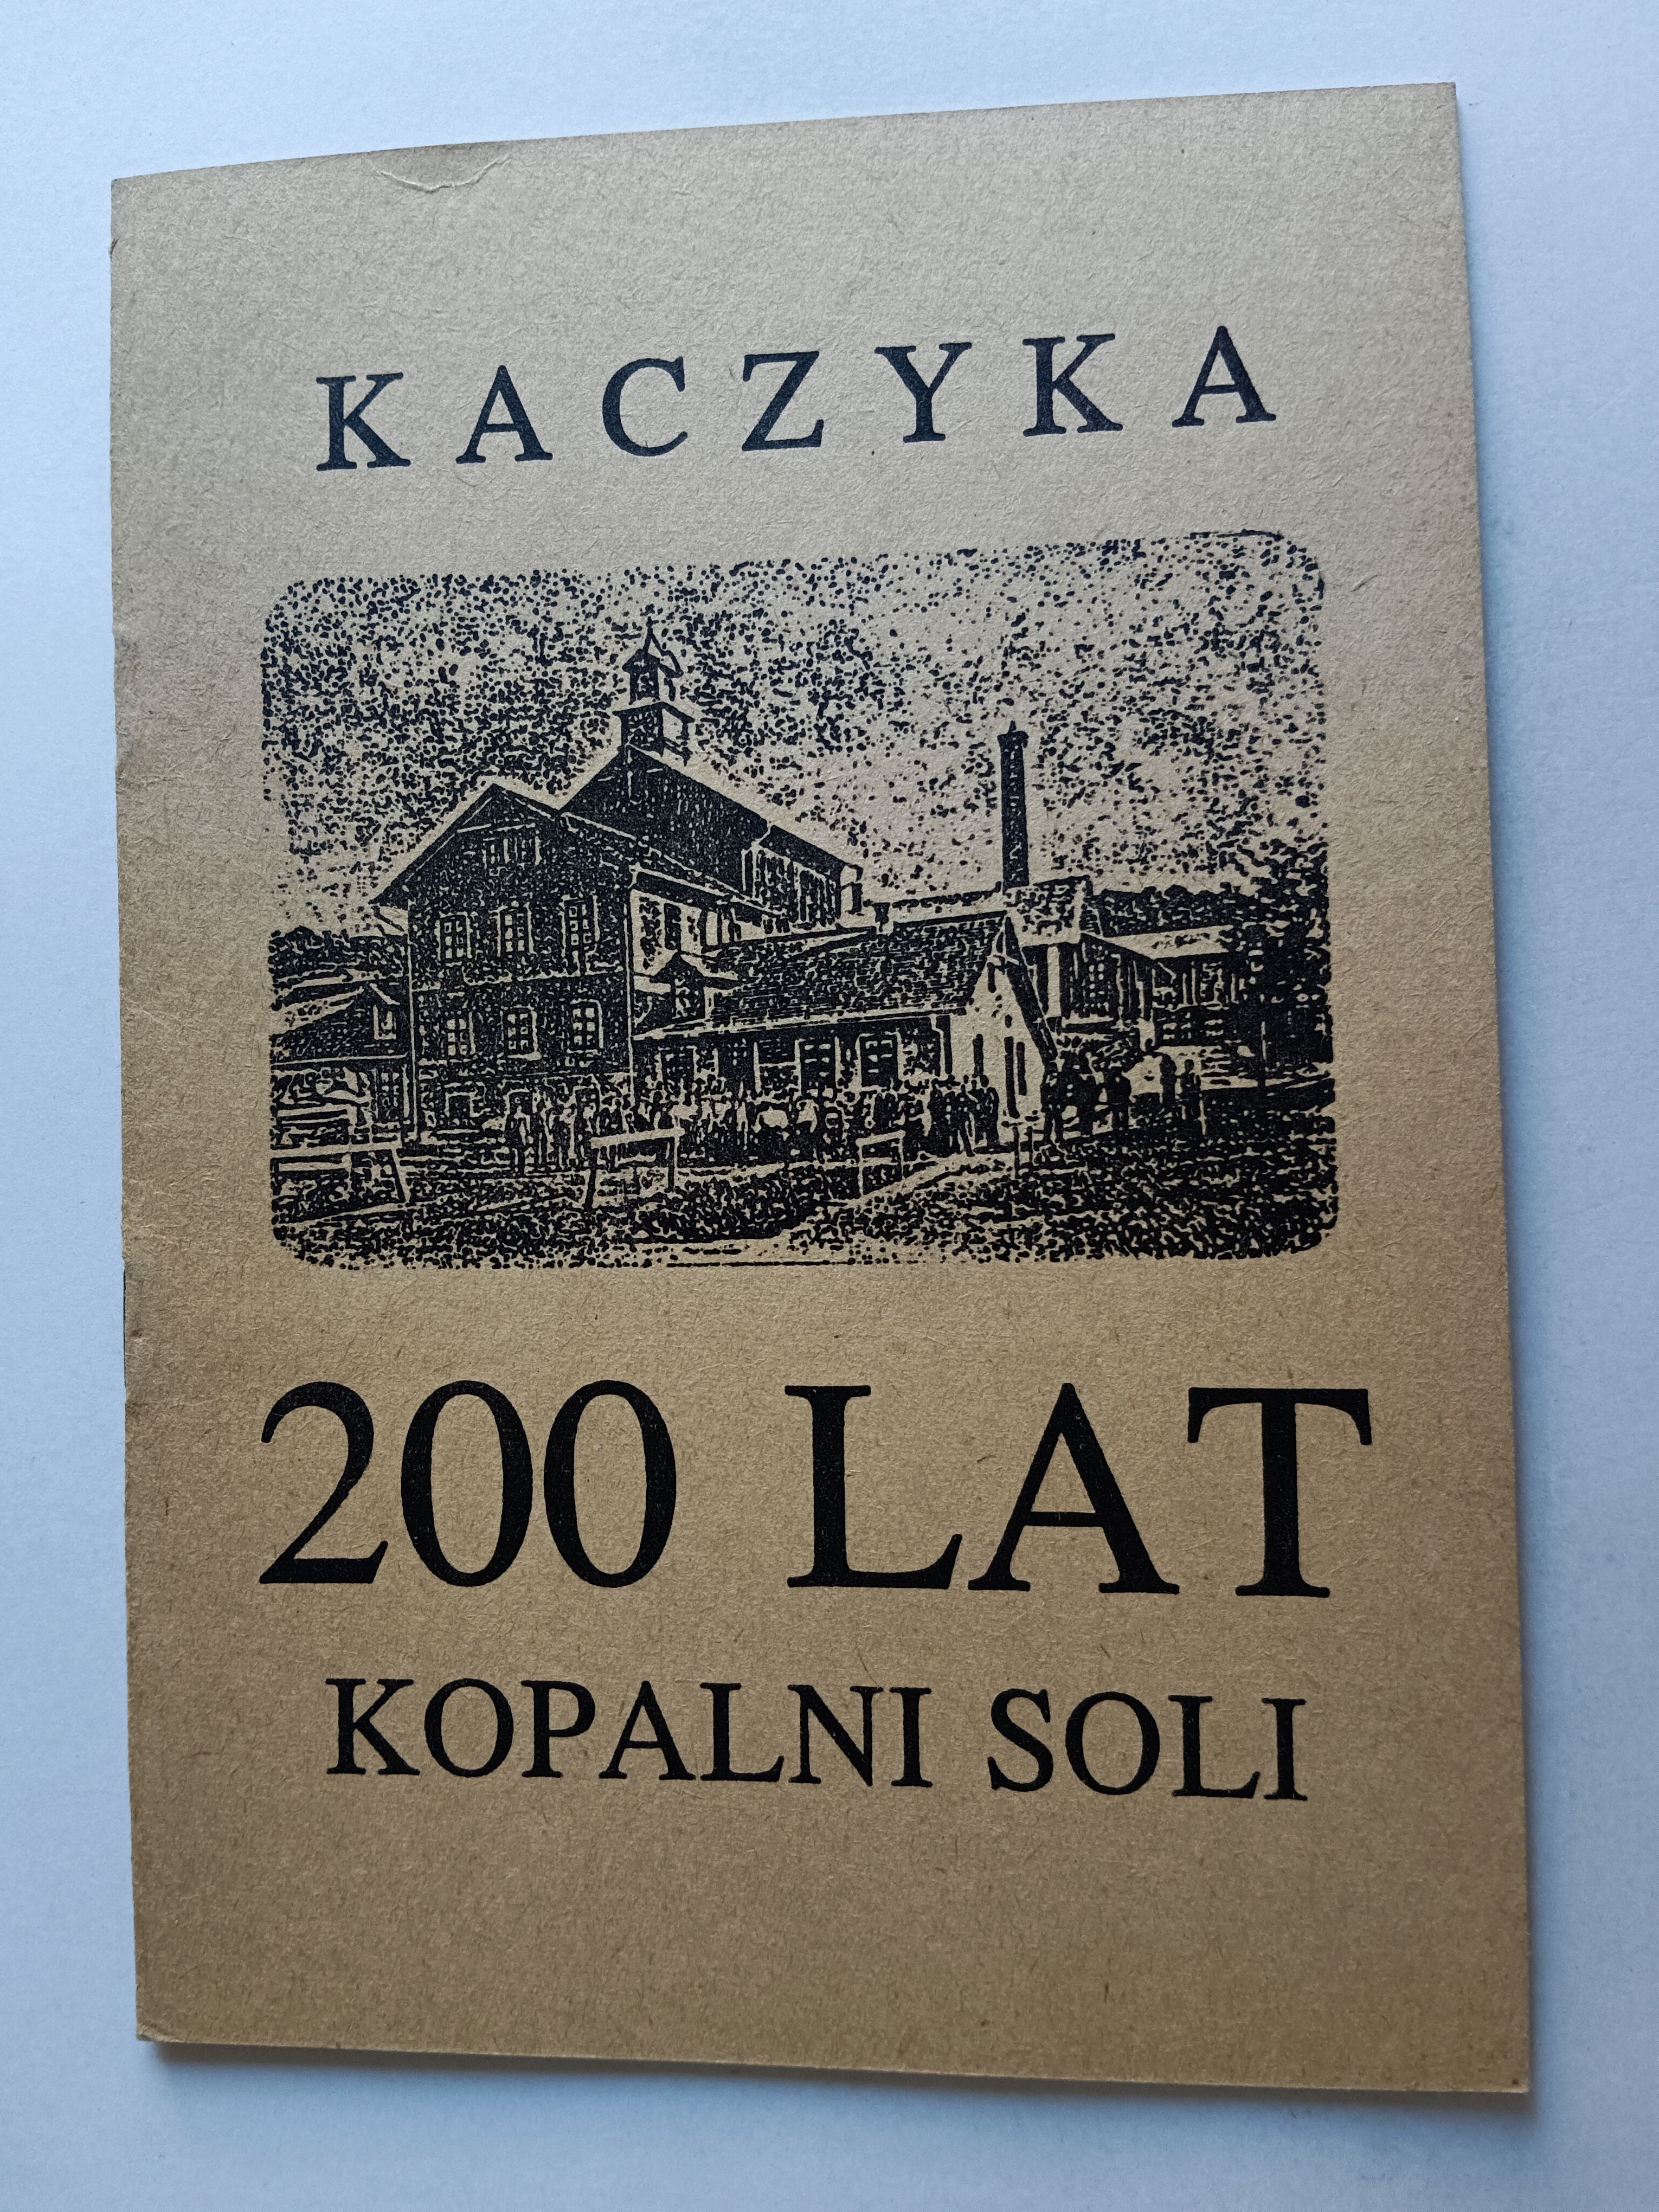 KACZYKA
200 LAT
KOPALNI SOLI